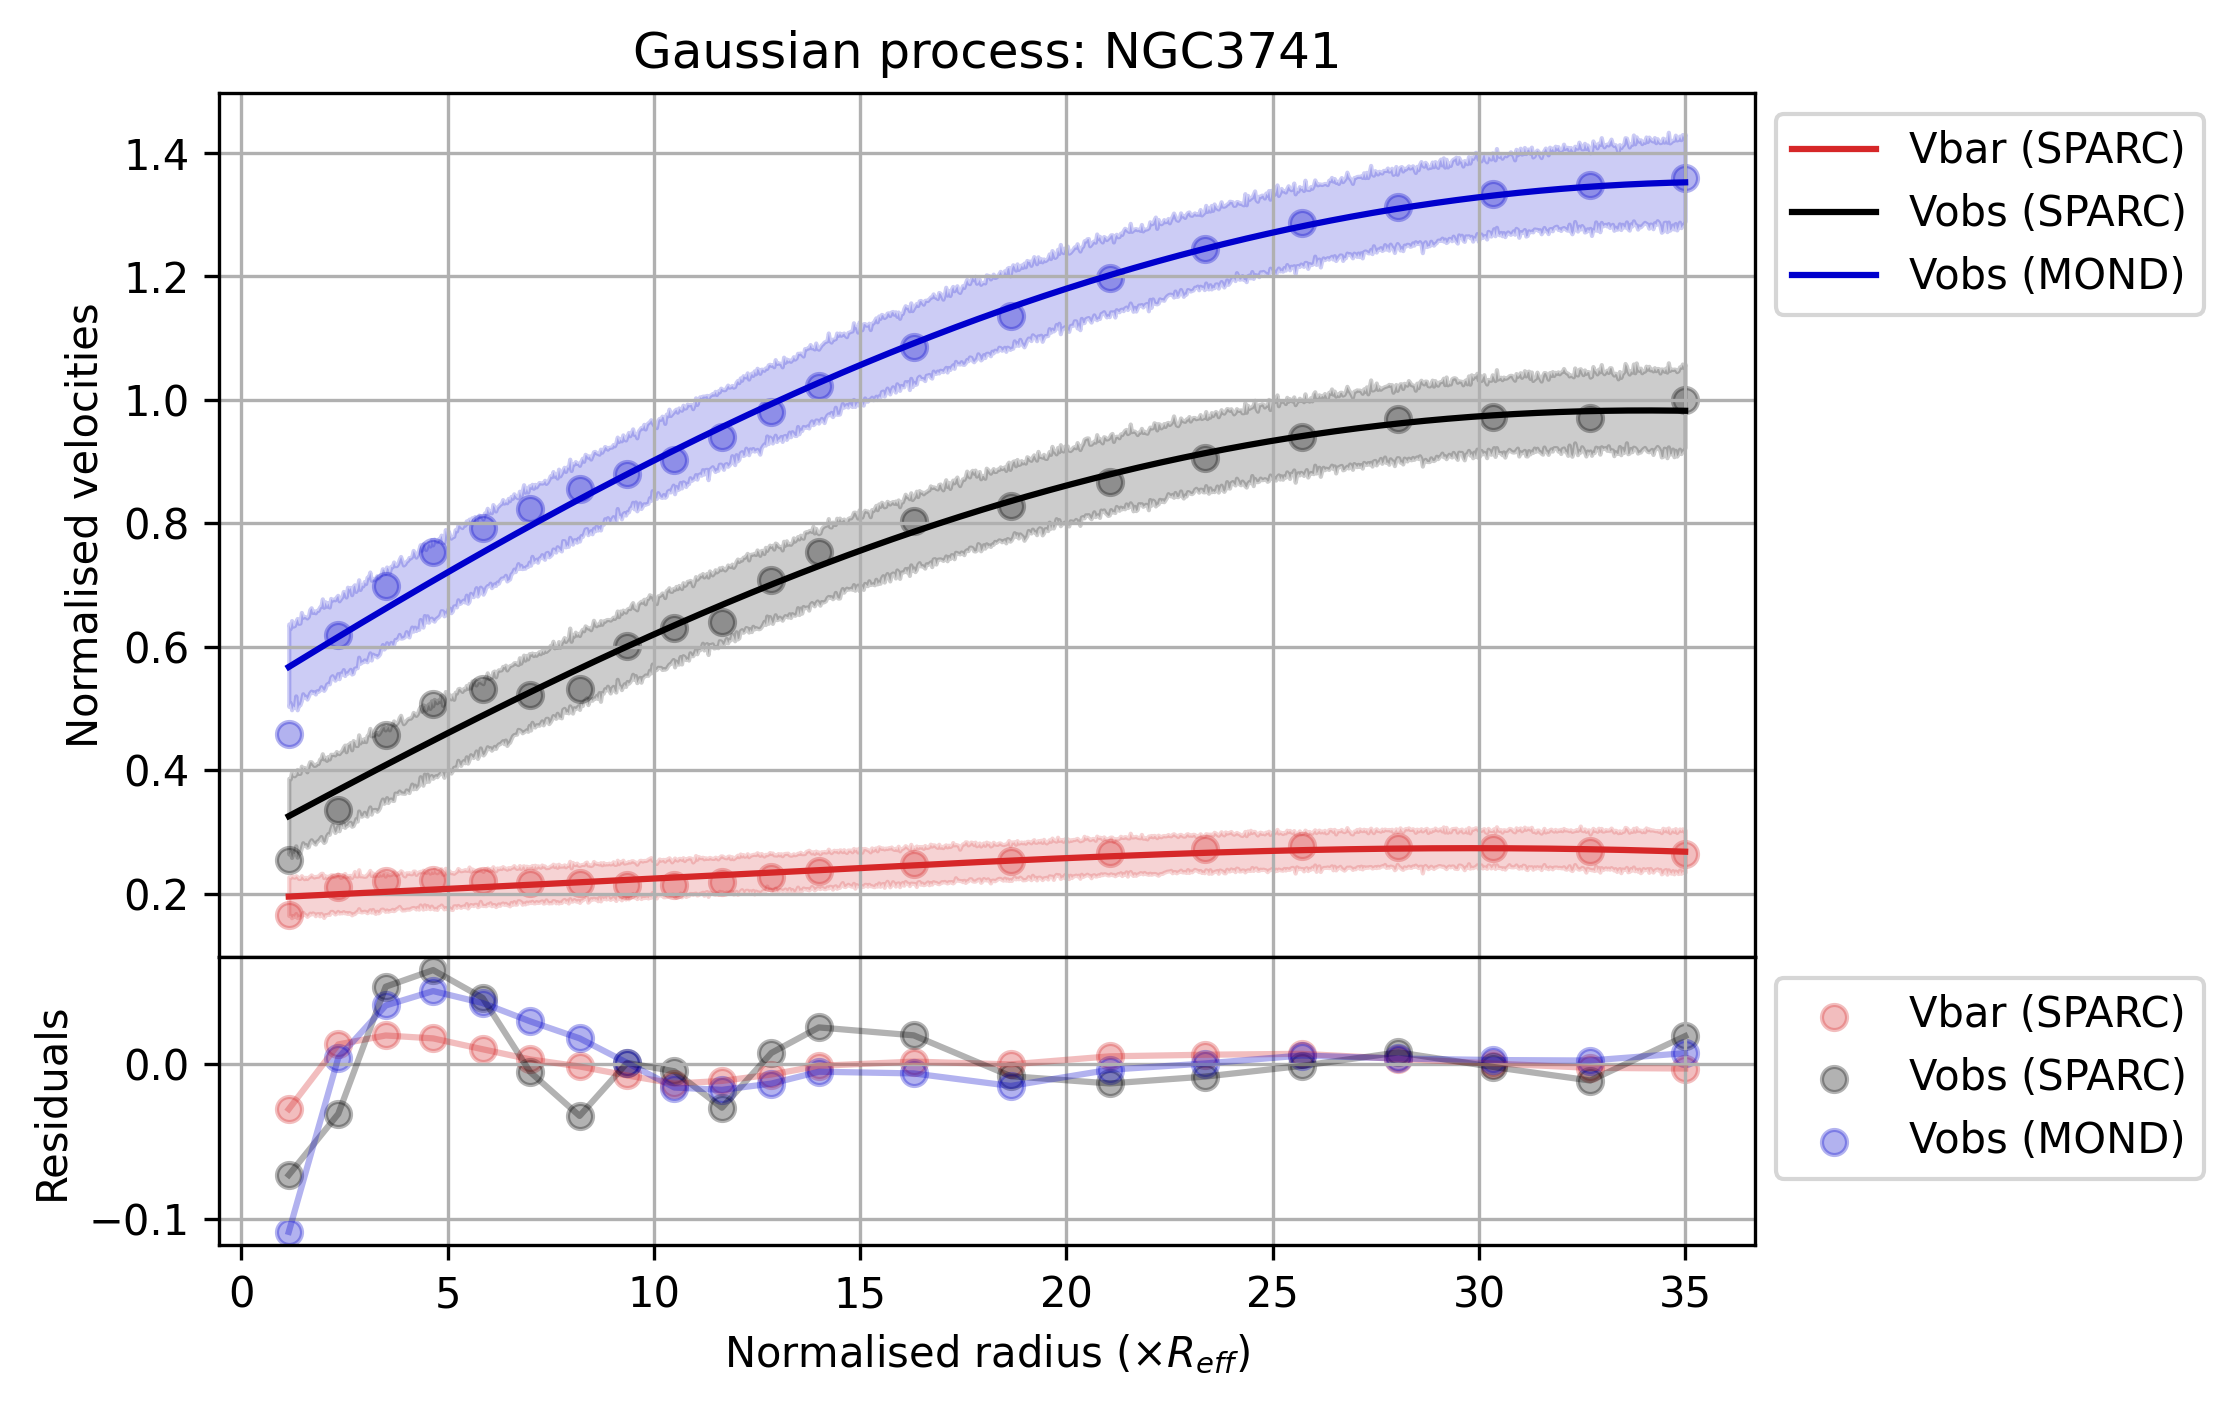 Gaussian process: NGC3741
Normalised velocities
1.4
1.2
1.0
0.8
0.6
0.4
0.2
Vbar (SPARC)
Vobs (SPARC)
Vobs (MOND)
Residuals
0.0
−0.1
Vbar (SPARC)
Vobs (SPARC)
Vobs (MOND)
0 5 10 15 20 25 30 35
Normalised radius (×R_eff)